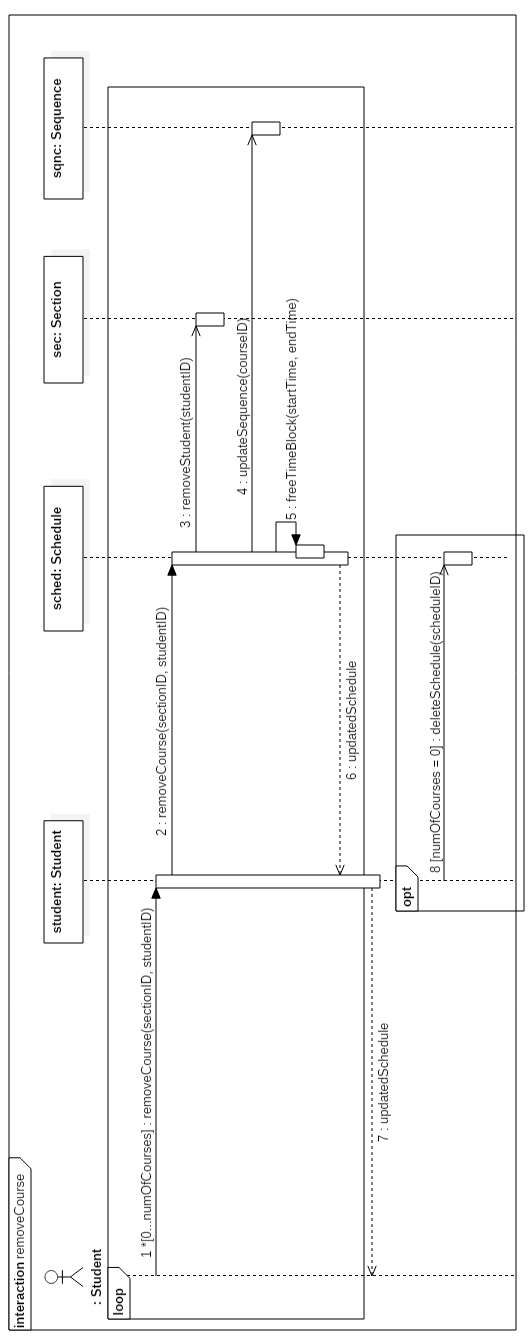 interaction removeCourse
: Student
student: Student
sched: Schedule
sec: Section
sqnc: Sequence
loop
1 *[0...numOfCourses] : removeCourse(sectionID, studentID)
2 : removeCourse(sectionID, studentID)
3 : removeStudent(studentID)
4 : updateSequence(courseID)
5 : freeTimeBlock(startTime, endTime)
6 : updatedSchedule
7 : updatedSchedule
opt
8 [numOfCourses = 0] : deleteSchedule(scheduleID)